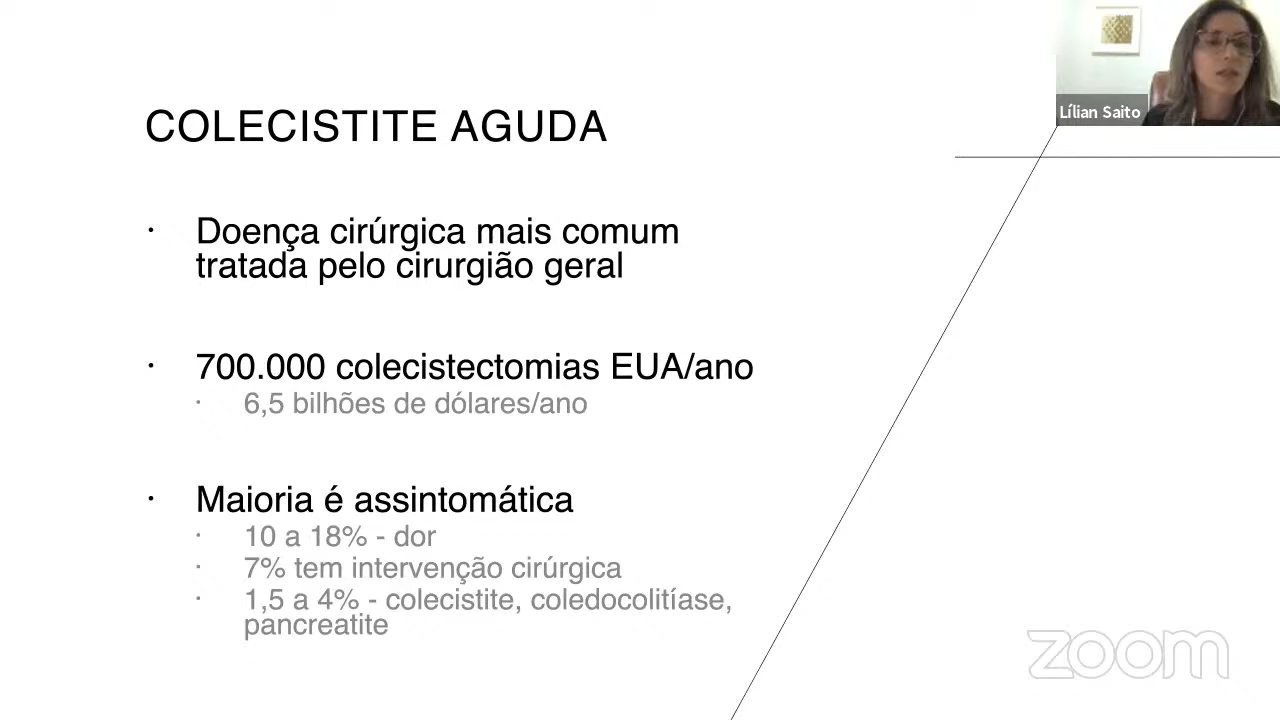 Lílian Saito
COLECISTITE AGUDA
· Doença cirúrgica mais comum
tratada pelo cirurgião geral
· 700.000 colecistectomias EUA/ano
· 6,5 bilhões de dólares/ano
· Maioria é assintomática
· 10 a 18% - dor
· 7% tem intervenção cirúrgica
· 1,5 a 4% - colecistite, coledocolitíase,
pancreatite
zoom